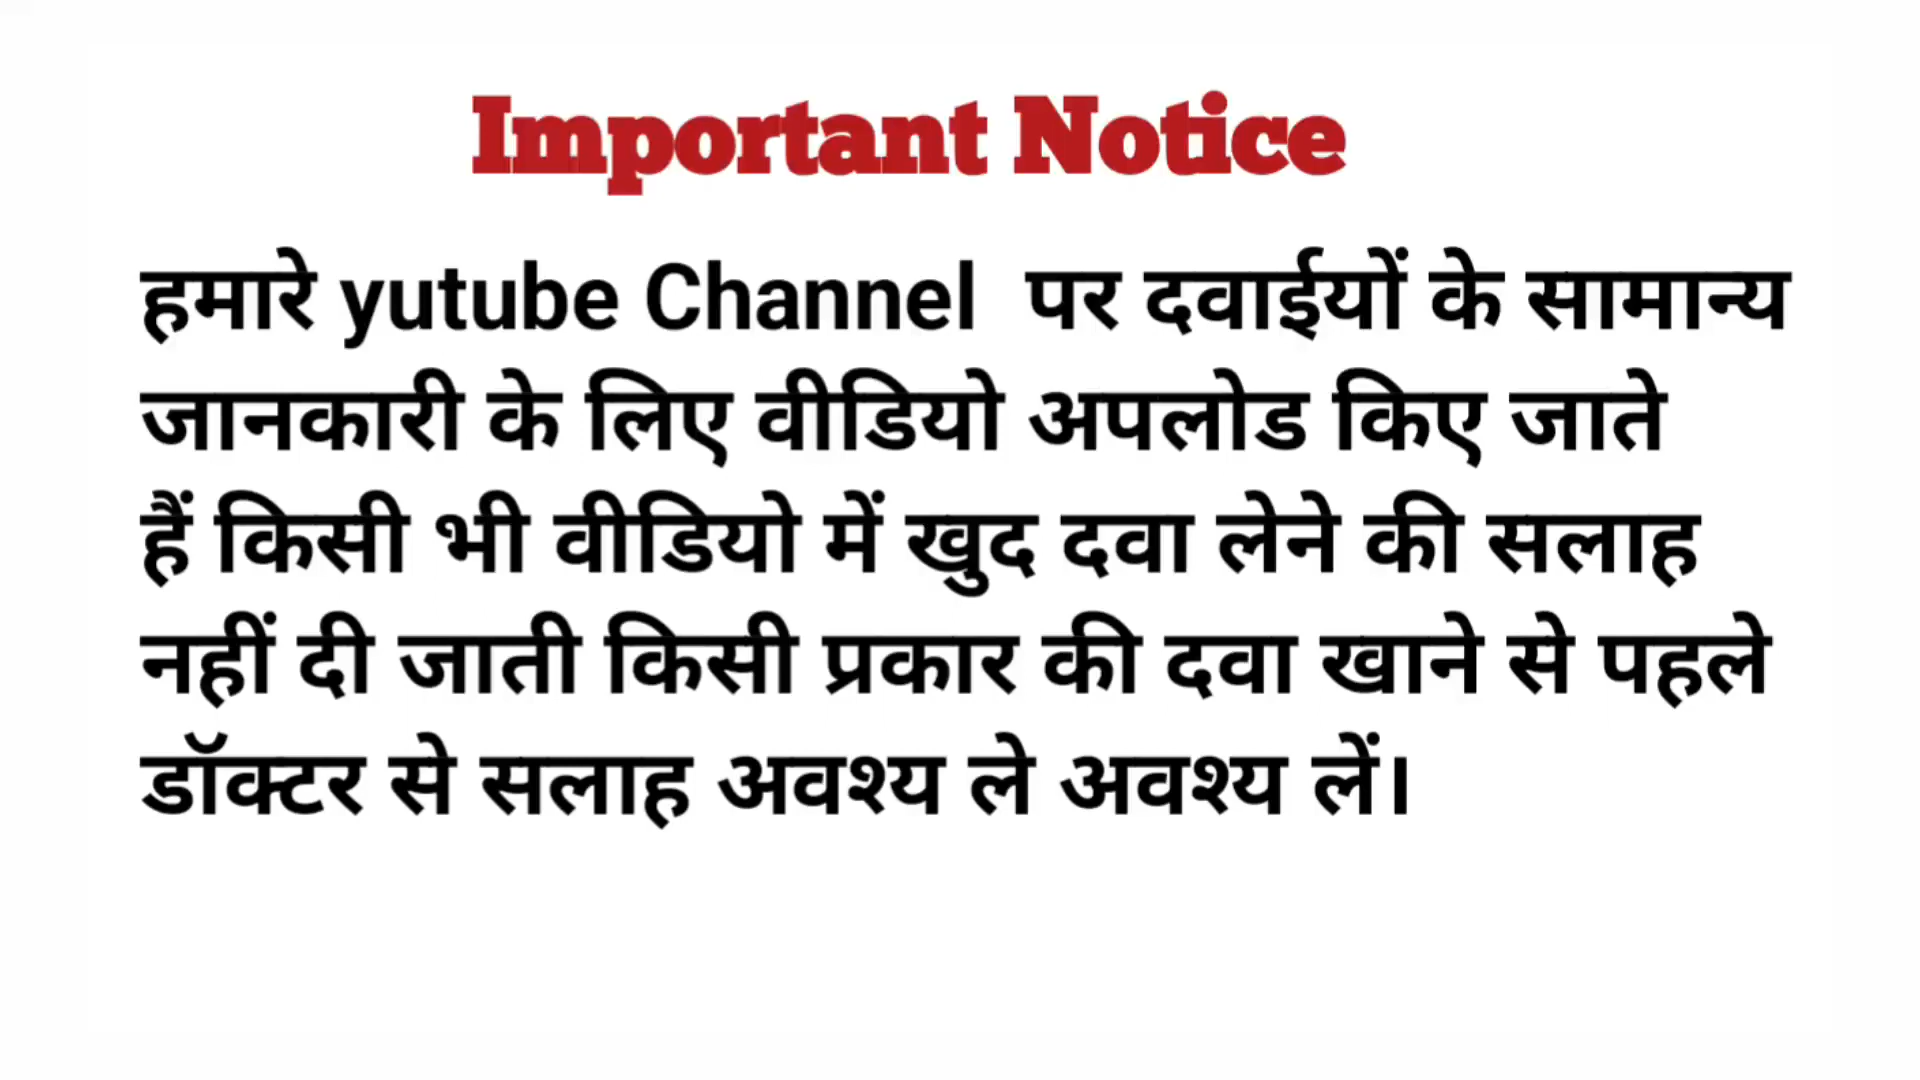 Important Notice
हमारे yutube Channel पर दवाईयों के सामान्य
जानकारी के लिए वीडियो अपलोड किए जाते
हैं किसी भी वीडियो में खुद दवा लेने की सलाह
नहीं दी जाती किसी प्रकार की दवा खाने से पहले
डॉक्टर से सलाह अवश्य ले अवश्य लें।